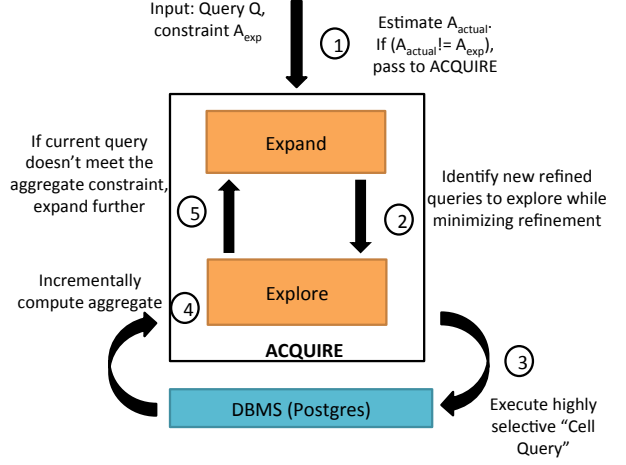 Input: Query Q,
constraint A_exp
1
Estimate A_actual.
If (A_actual != A_exp),
pass to ACQUIRE
Expand
If current query
doesn't meet the
aggregate constraint,
expand further
5
2
Identify new refined
queries to explore while
minimizing refinement
Incrementally
compute aggregate
4
Explore
ACQUIRE
3
DBMS (Postgres)
Execute highly
selective "Cell
Query"